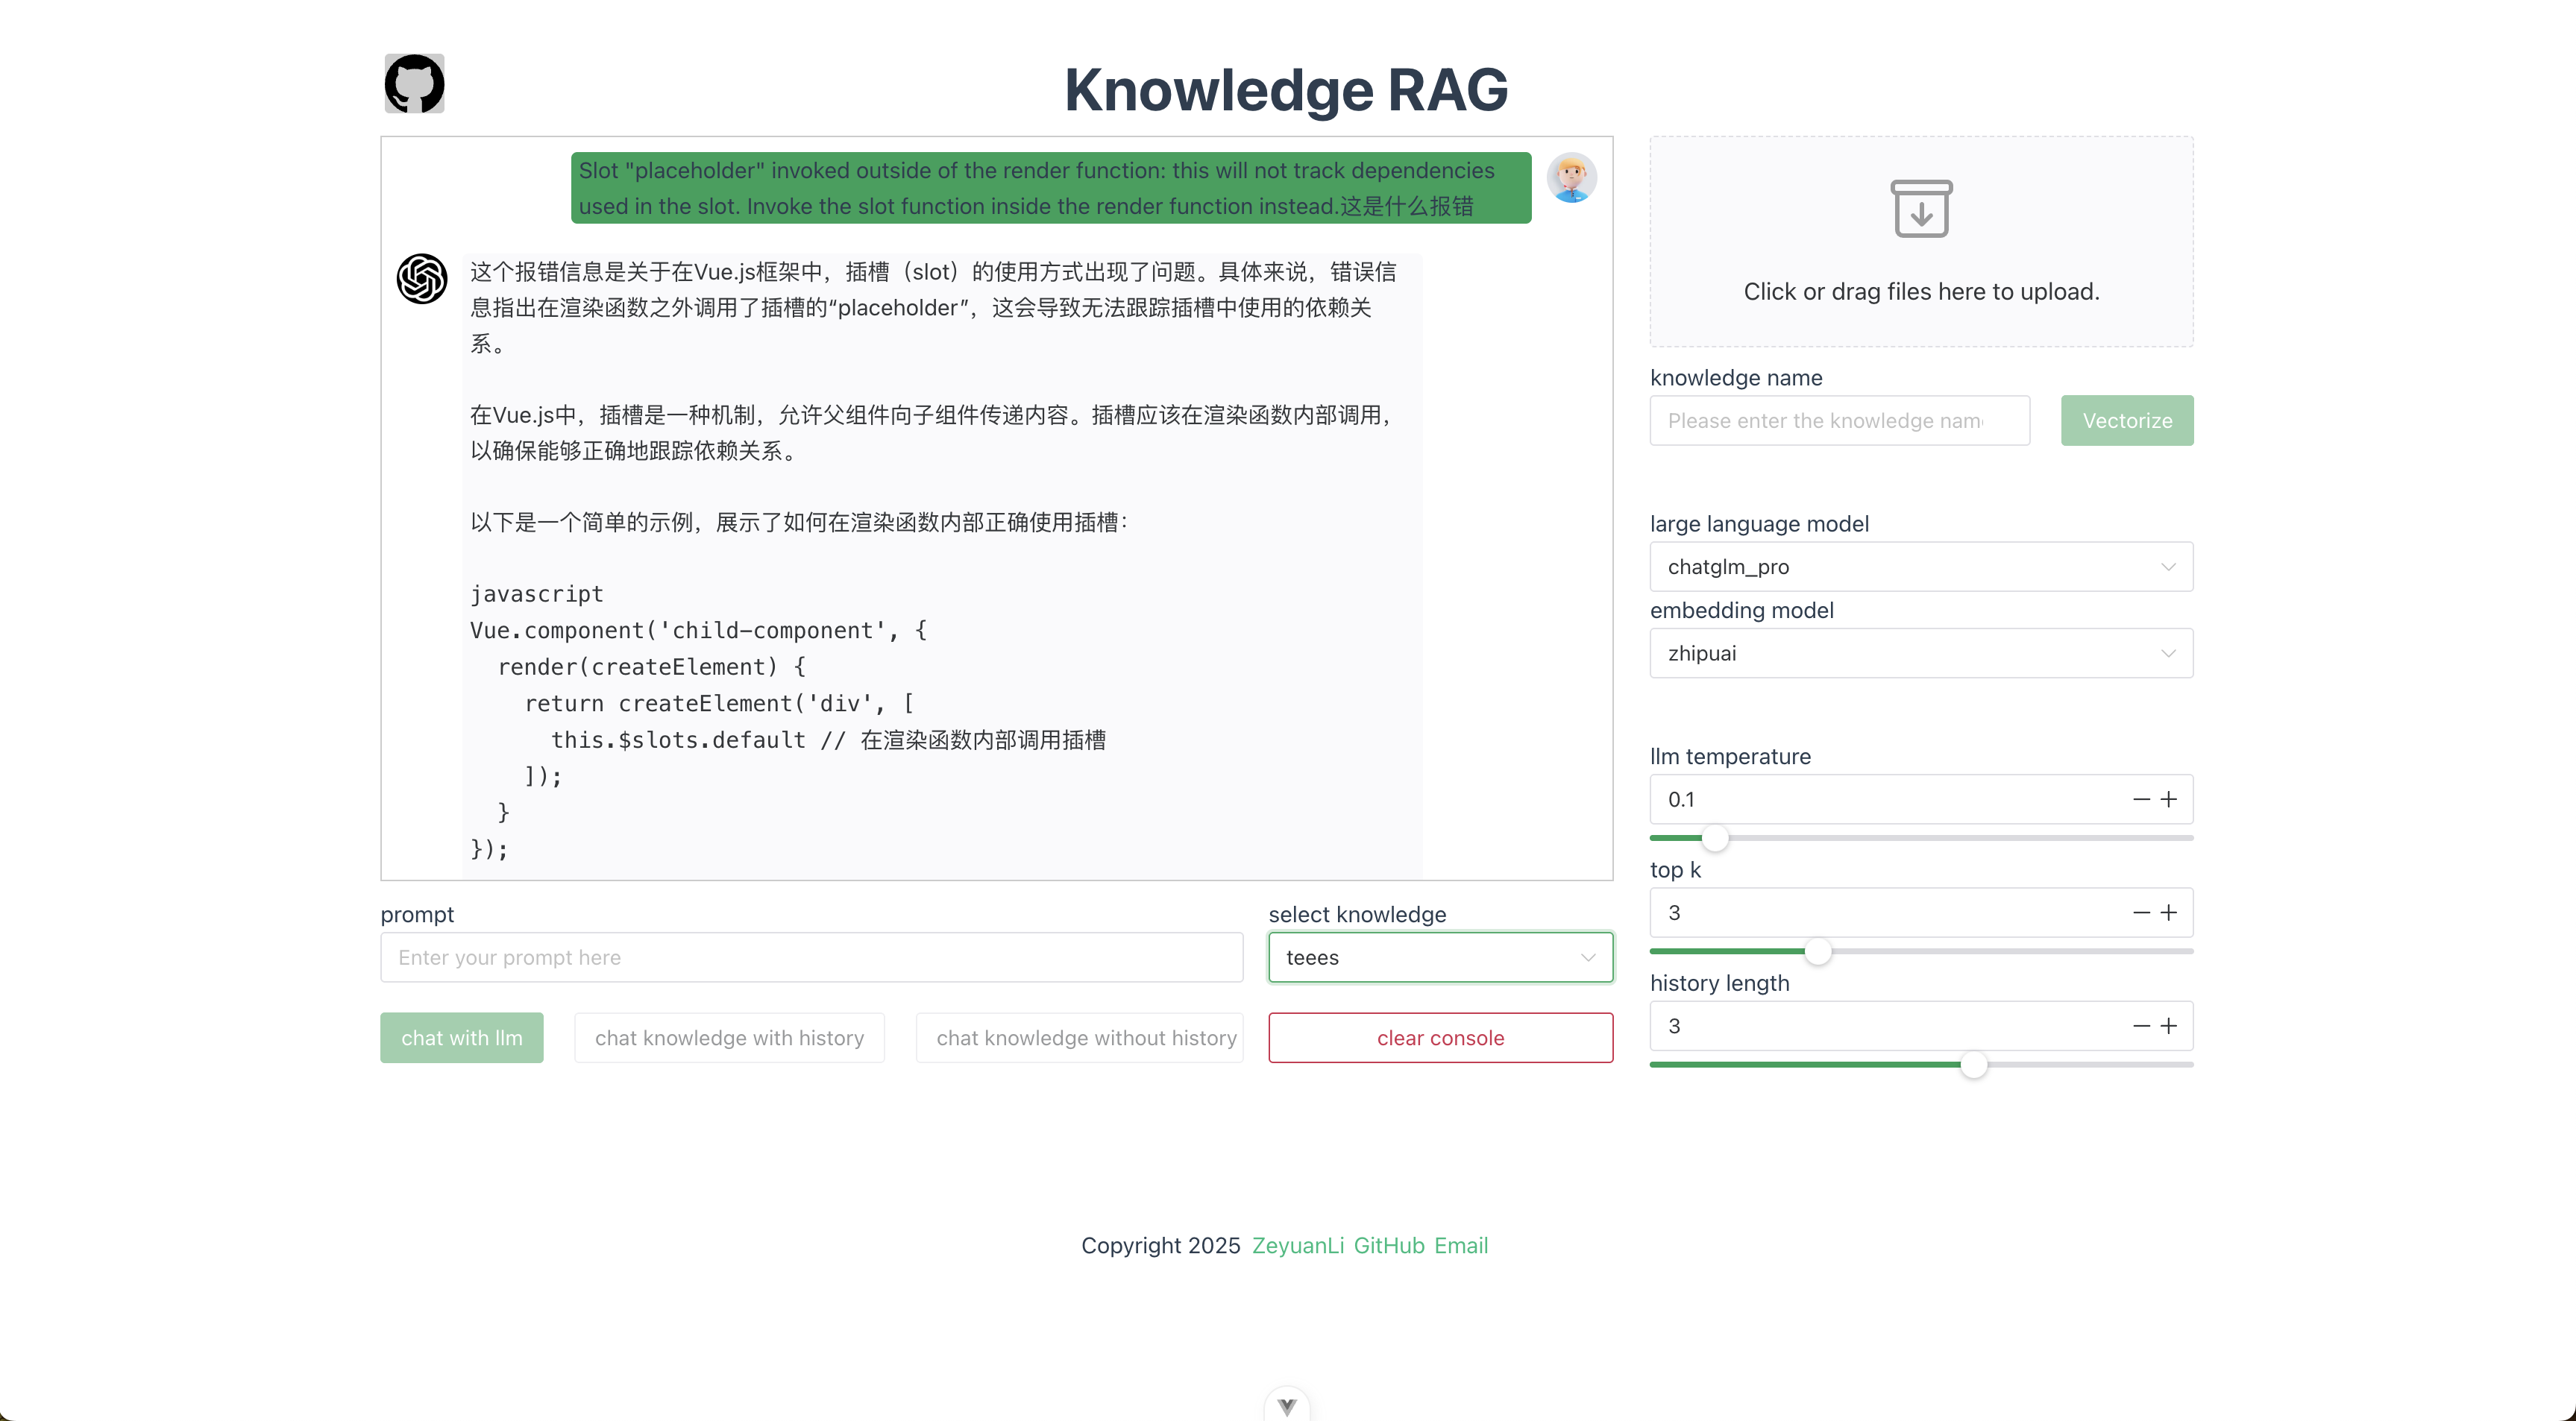 Knowledge RAG
Slot "placeholder" invoked outside of the render function: this will not track dependencies
used in the slot. Invoke the slot function inside the render function instead.这是什么报错
这个报错信息是关于在Vue.js框架中，插槽（slot）的使用方式出现了问题。具体来说，错误信
息指出在渲染函数之外调用了插槽的“placeholder”，这会导致无法跟踪插槽中使用的依赖关
系。
在Vue.js中，插槽是一种机制，允许父组件向子组件传递内容。插槽应该在渲染函数内部调用，
以确保能够正确地跟踪依赖关系。
以下是一个简单的示例，展示了如何在渲染函数内部正确使用插槽：
javascript
Vue.component('child-component', {
  render(createElement) {
    return createElement('div', [
      this.$slots.default // 在渲染函数内部调用插槽
    ]);
  }
});
prompt
Enter your prompt here
select knowledge
teees
chat with llm
chat knowledge with history
chat knowledge without history
clear console
Click or drag files here to upload.
knowledge name
Please enter the knowledge nam
Vectorize
large language model
chatglm_pro
embedding model
zhipuai
llm temperature
0.1
top k
3
history length
3
Copyright 2025 ZeyuanLi GitHub Email